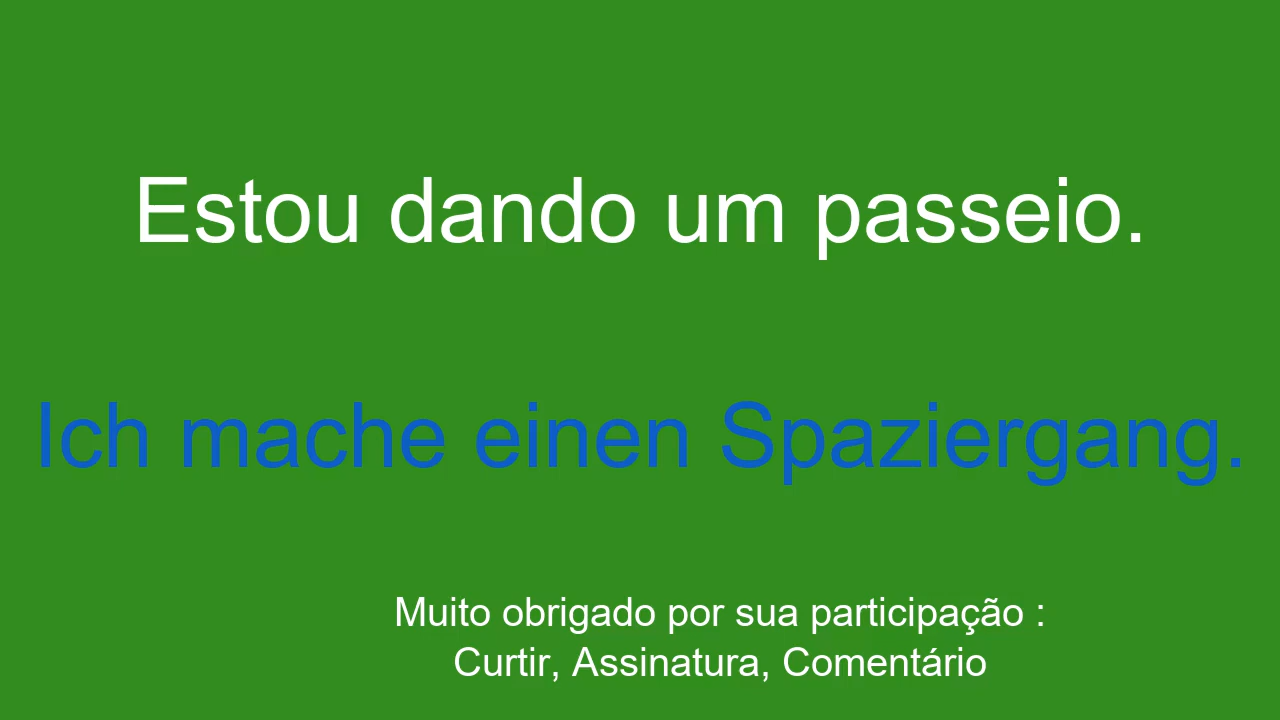 Estou dando um passeio.
Ich mache einen Spaziergang.
Muito obrigado por sua participação :
Curtir, Assinatura, Comentário